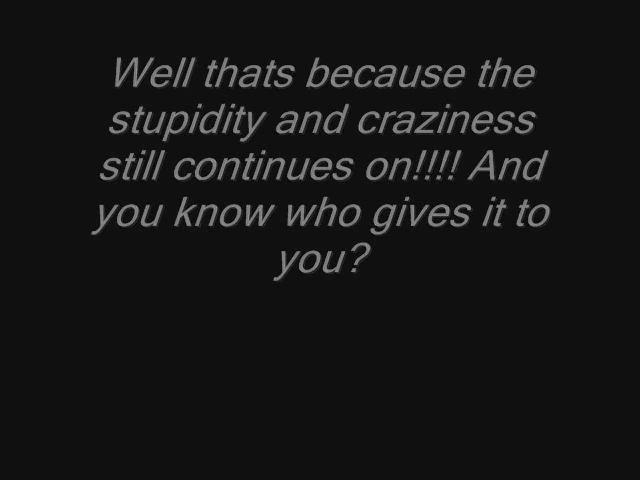 Well thats because the
stupidity and craziness
still continues on!!!! And
you know who gives it to
you?